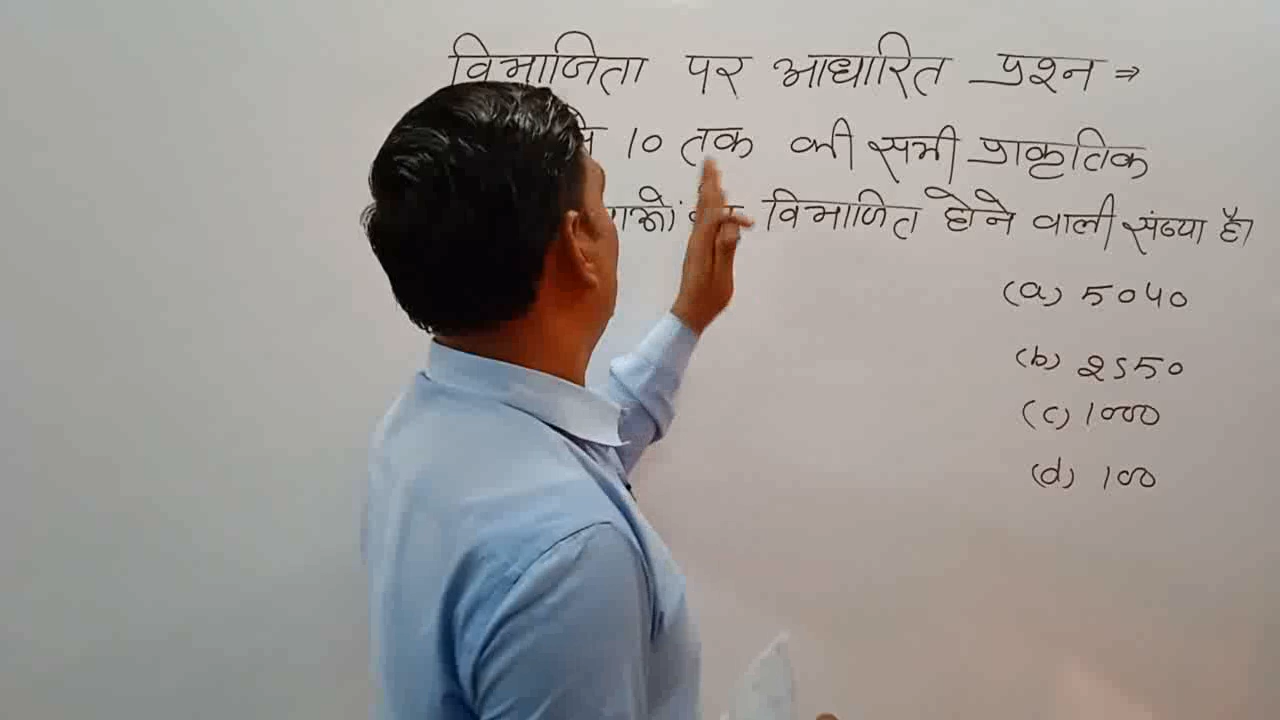 विभाजिता पर आधारित प्रश्न ⇒
10 तक की सभी प्राकृतिक
विभाजित होने वाली संख्या है।
(a) 5040
(b) 2550
(c) 1000
(d) 100